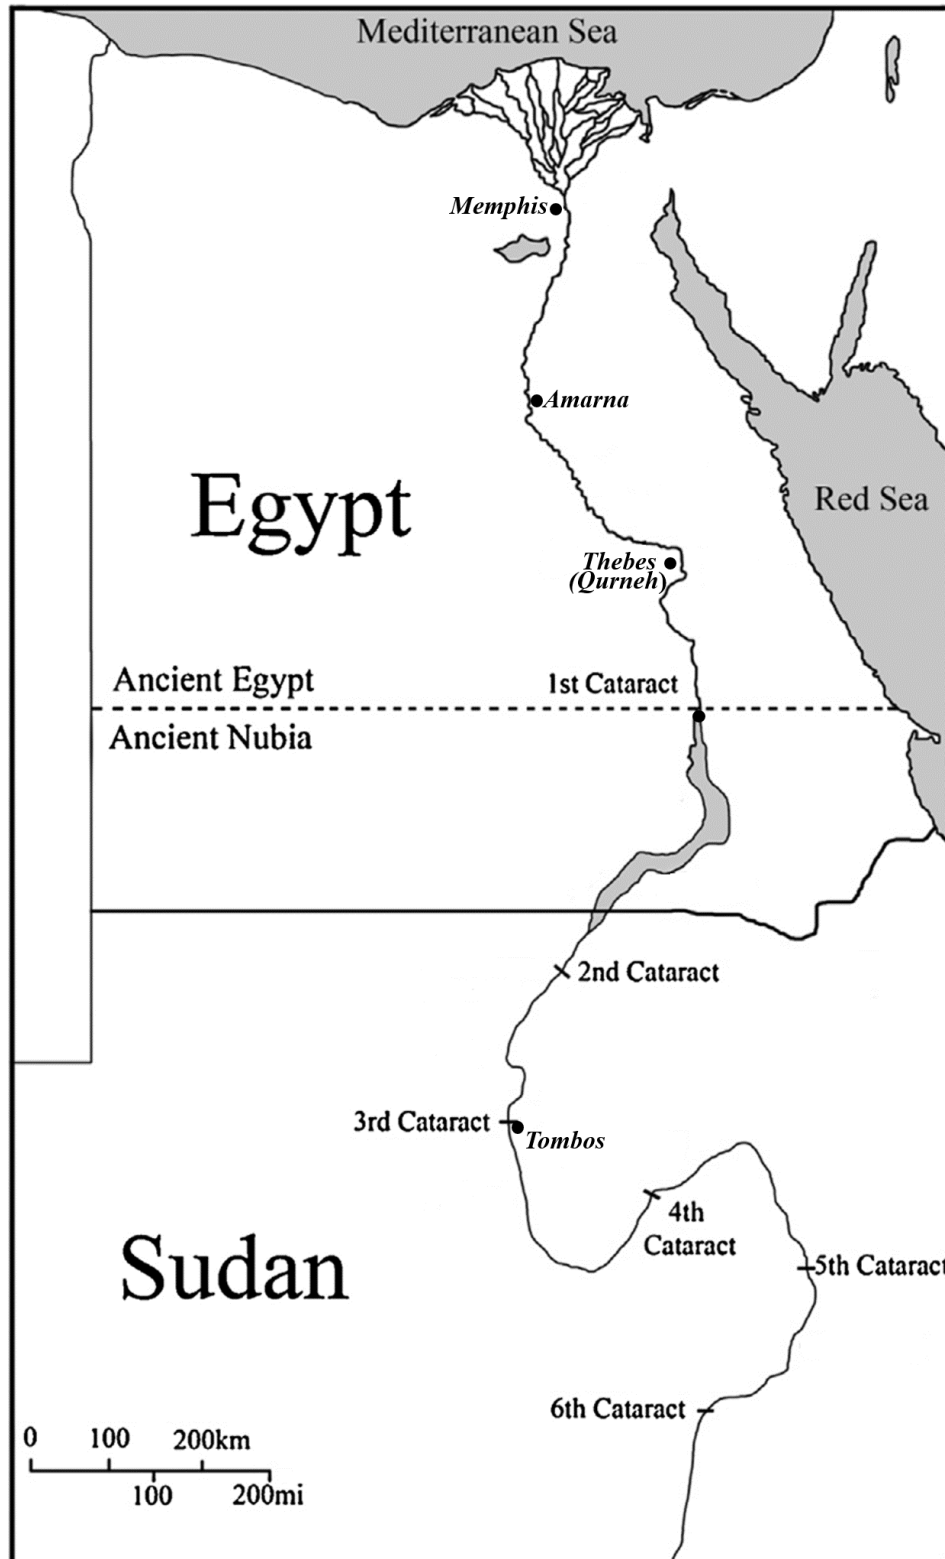 Mediterranean Sea
Memphis
Amarna
Egypt
Red Sea
Thebes
(Qurneh)
Ancient Egypt
1st Cataract
Ancient Nubia
2nd Cataract
3rd Cataract
Tombos
4th
Cataract
Sudan
5th Cataract
6th Cataract
0 100 200km
100 200mi